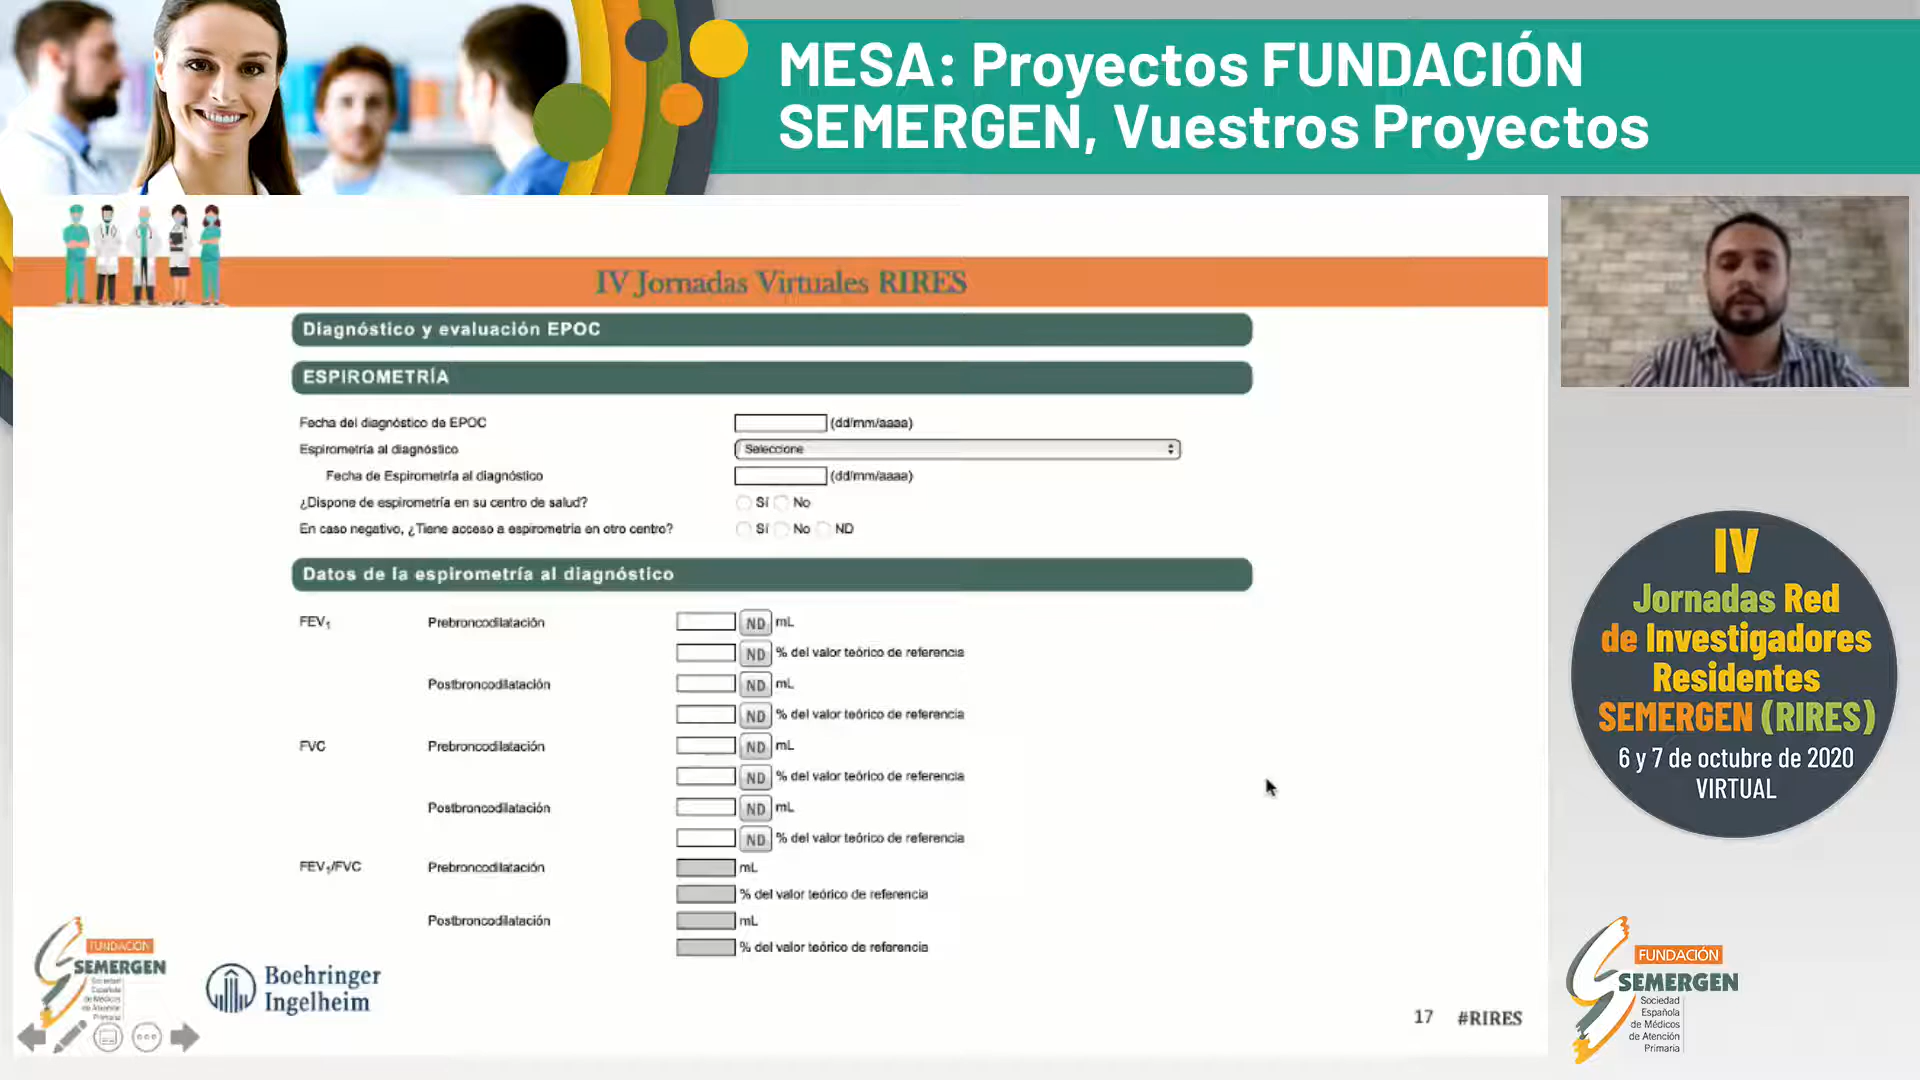 MESA: Proyectos FUNDACIÓN
SEMERGEN, Vuestros Proyectos
IV Jornadas Virtuales RIRES
Diagnóstico y evaluación EPOC
ESPIROMETRÍA
Fecha del diagnóstico de EPOC (dd/mm/aaaa)
Espirometría al diagnóstico Seleccione
Fecha de Espirometría al diagnóstico (dd/mm/aaaa)
¿Dispone de espirometría en su centro de salud? Sí No
En caso negativo, ¿Tiene acceso a espirometría en otro centro? Sí No ND
Datos de la espirometría al diagnóstico
FEV₁ Prebroncodilatación ND mL
ND % del valor teórico de referencia
Postbroncodilatación ND mL
ND % del valor teórico de referencia
FVC Prebroncodilatación ND mL
ND % del valor teórico de referencia
Postbroncodilatación ND mL
ND % del valor teórico de referencia
FEV₁/FVC Prebroncodilatación mL
% del valor teórico de referencia
Postbroncodilatación mL
% del valor teórico de referencia
FUNDACIÓN
SEMERGEN
Sociedad
Española
de Médicos
de Atención
Primaria
Boehringer
Ingelheim
17 #RIRES
IV
Jornadas Red
de Investigadores
Residentes
SEMERGEN (RIRES)
6 y 7 de octubre de 2020
VIRTUAL
FUNDACIÓN
SEMERGEN
Sociedad
Española
de Médicos
de Atención
Primaria